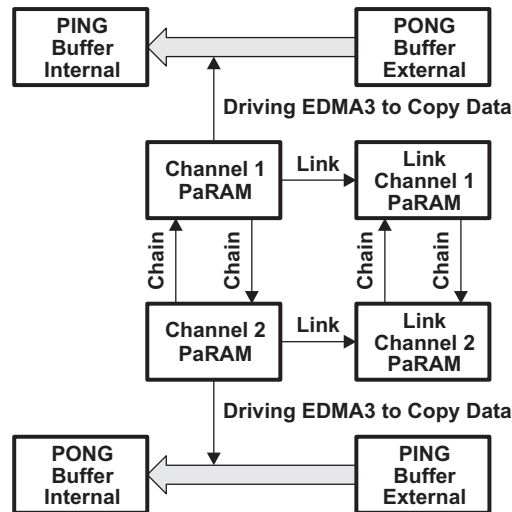 PING
Buffer
Internal
PONG
Buffer
External
Driving EDMA3 to Copy Data
Channel 1
PaRAM
Link
Link
Channel 1
PaRAM
Chain
Chain
Chain
Chain
Channel 2
PaRAM
Link
Link
Channel 2
PaRAM
Driving EDMA3 to Copy Data
PONG
Buffer
Internal
PING
Buffer
External